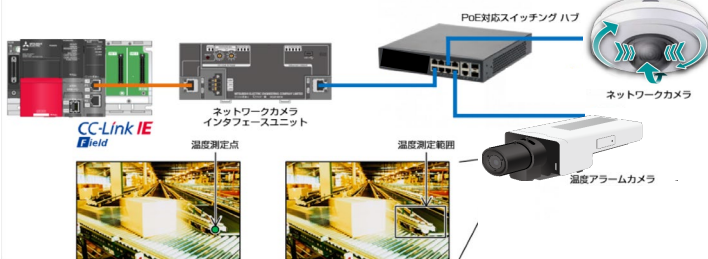 PoE対応スイッチング ハブ
ネットワークカメラ
ネットワークカメラ
インタフェースユニット
CC-Link IE
Field
温度測定点
温度測定範囲
温度アラームカメラ